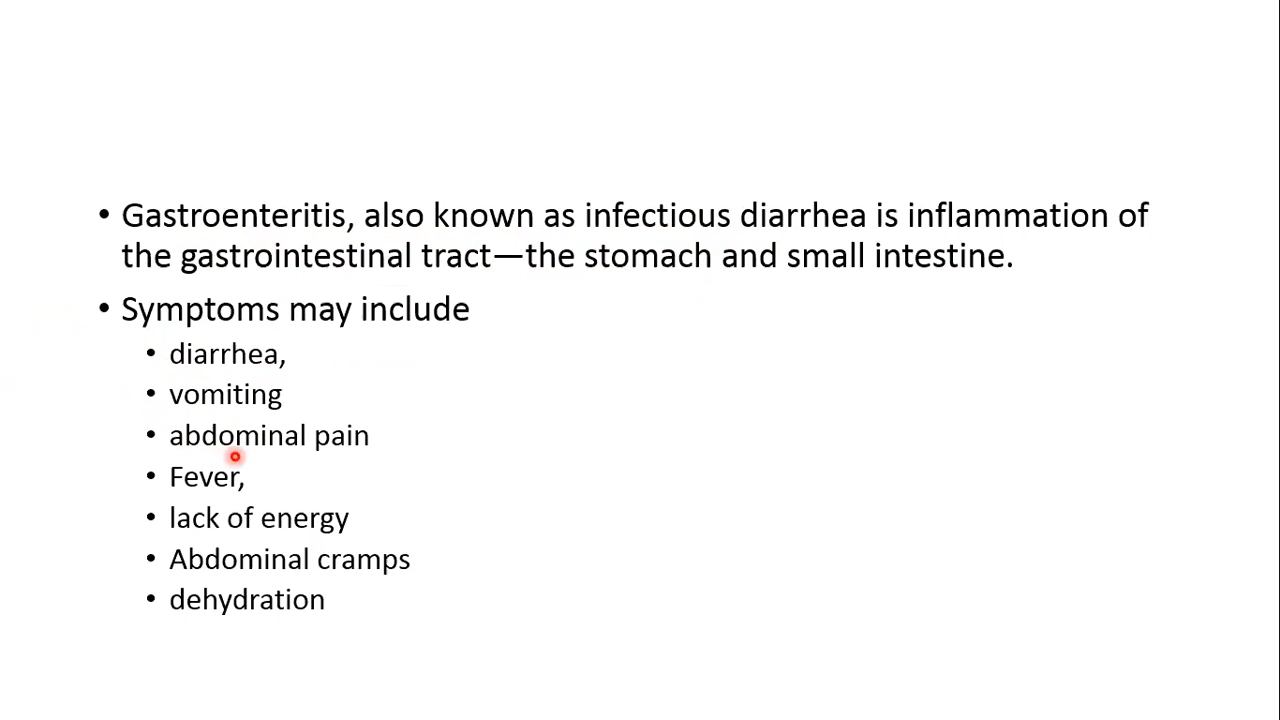 • Gastroenteritis, also known as infectious diarrhea is inflammation of
the gastrointestinal tract—the stomach and small intestine.
• Symptoms may include
• diarrhea,
• vomiting
• abdominal pain
• Fever,
• lack of energy
• Abdominal cramps
• dehydration